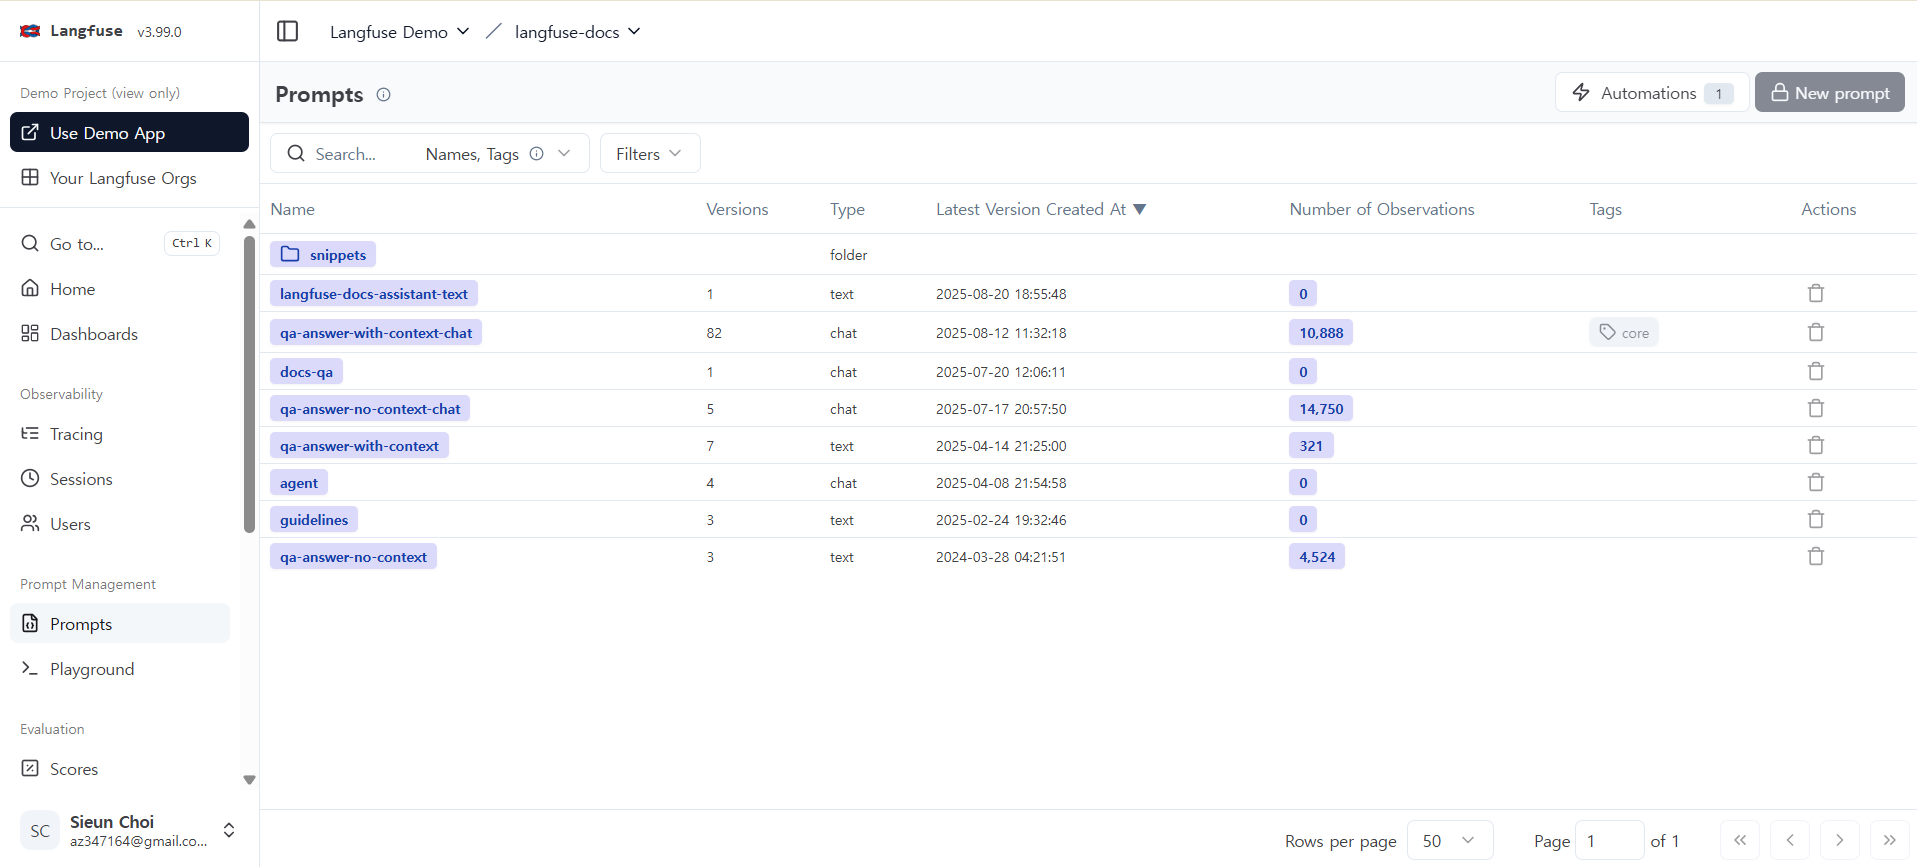 Langfuse v3.99.0
Demo Project (view only)
Use Demo App
Your Langfuse Orgs
Go to... Ctrl K
Home
Dashboards
Observability
Tracing
Sessions
Users
Prompt Management
Prompts
Playground
Evaluation
Scores
SC
Sieun Choi
az347164@gmail.co...
Langfuse Demo / langfuse-docs
Prompts
Automations 1
New prompt
Search... Names, Tags
Filters
Name Versions Type Latest Version Created At ▼ Number of Observations Tags Actions
snippets folder
langfuse-docs-assistant-text 1 text 2025-08-20 18:55:48 0
qa-answer-with-context-chat 82 chat 2025-08-12 11:32:18 10,888 core
docs-qa 1 chat 2025-07-20 12:06:11 0
qa-answer-no-context-chat 5 chat 2025-07-17 20:57:50 14,750
qa-answer-with-context 7 text 2025-04-14 21:25:00 321
agent 4 chat 2025-04-08 21:54:58 0
guidelines 3 text 2025-02-24 19:32:46 0
qa-answer-no-context 3 text 2024-03-28 04:21:51 4,524
Rows per page 50 Page 1 of 1